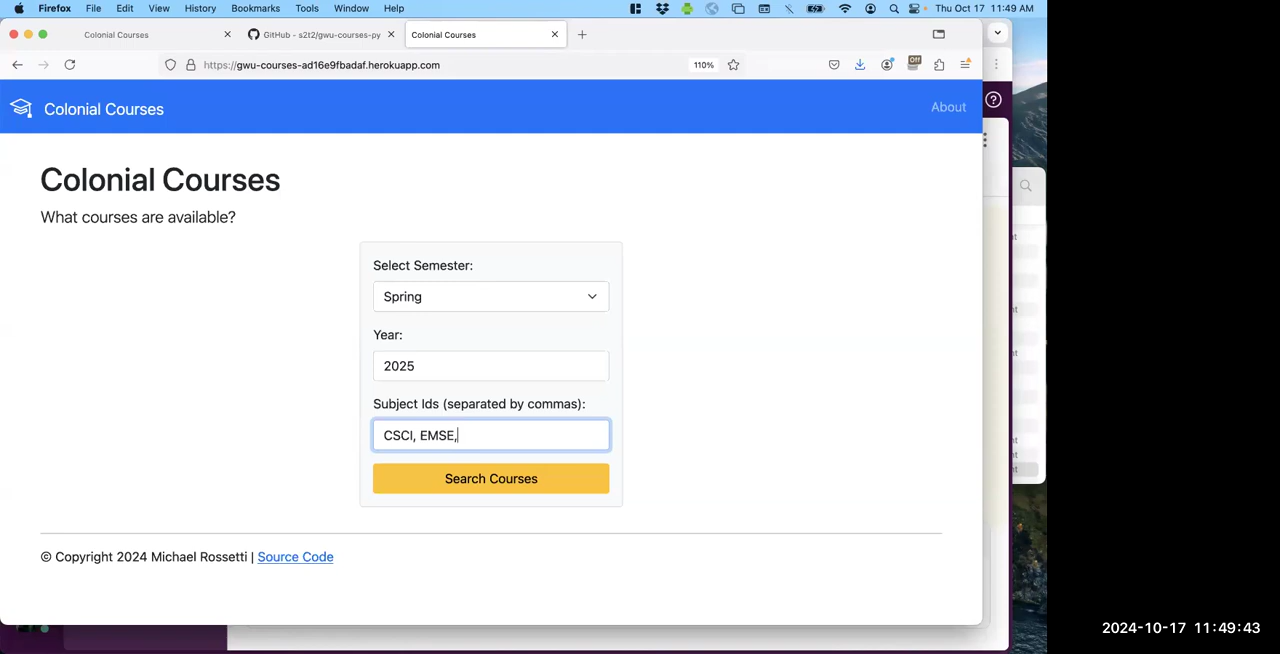 Firefox File Edit View History Bookmarks Tools Window Help Thu Oct 17 11:49 AM
Colonial Courses GitHub - s2t2/gwu-courses-py Colonial Courses
https://gwu-courses-ad16e9fbadaf.herokuapp.com 110% Off
Colonial Courses About
Colonial Courses
What courses are available?
Select Semester:
Spring
Year:
2025
Subject Ids (separated by commas):
CSCI, EMSE,
Search Courses
© Copyright 2024 Michael Rossetti | Source Code
2024-10-17 11:49:43